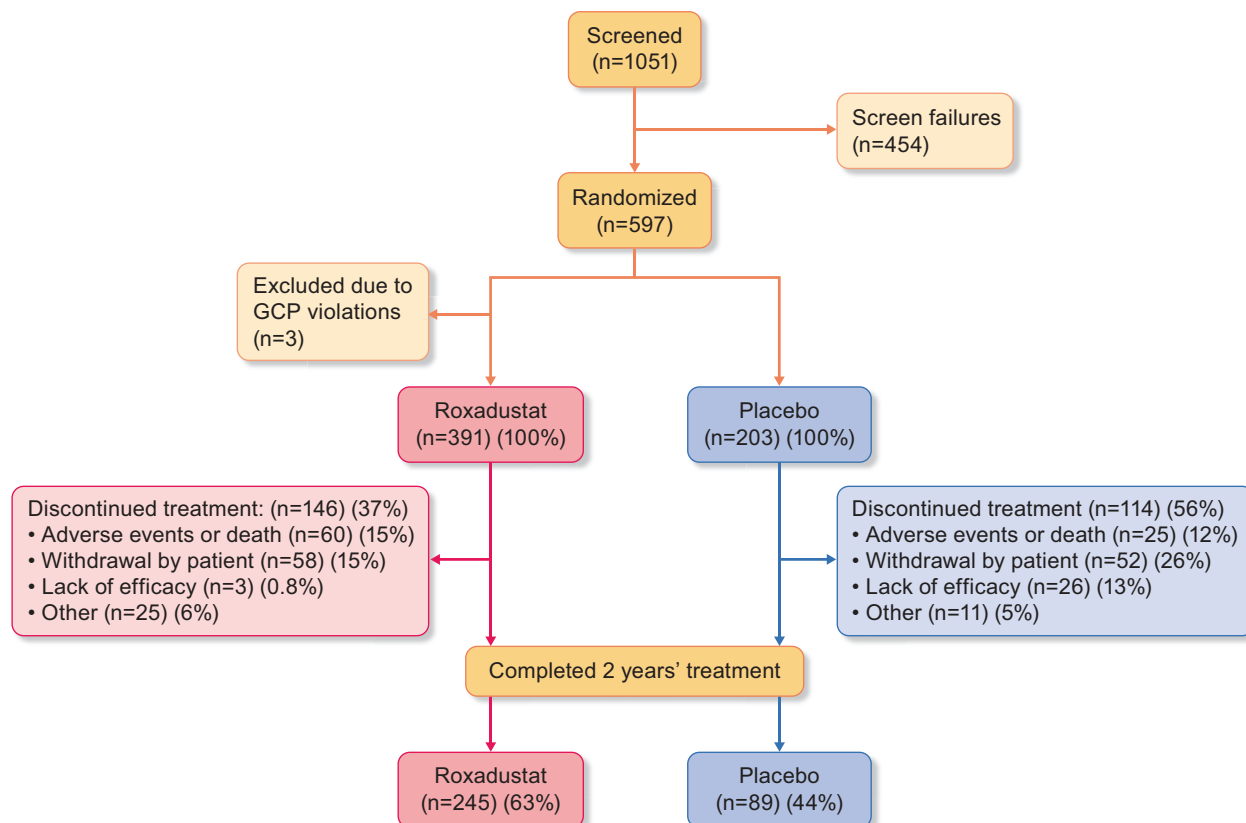 Screened
(n=1051)
Screen failures
(n=454)
Randomized
(n=597)
Excluded due to
GCP violations
(n=3)
Roxadustat
(n=391) (100%)
Placebo
(n=203) (100%)
Discontinued treatment: (n=146) (37%)
• Adverse events or death (n=60) (15%)
• Withdrawal by patient (n=58) (15%)
• Lack of efficacy (n=3) (0.8%)
• Other (n=25) (6%)
Discontinued treatment (n=114) (56%)
• Adverse events or death (n=25) (12%)
• Withdrawal by patient (n=52) (26%)
• Lack of efficacy (n=26) (13%)
• Other (n=11) (5%)
Completed 2 years’ treatment
Roxadustat
(n=245) (63%)
Placebo
(n=89) (44%)